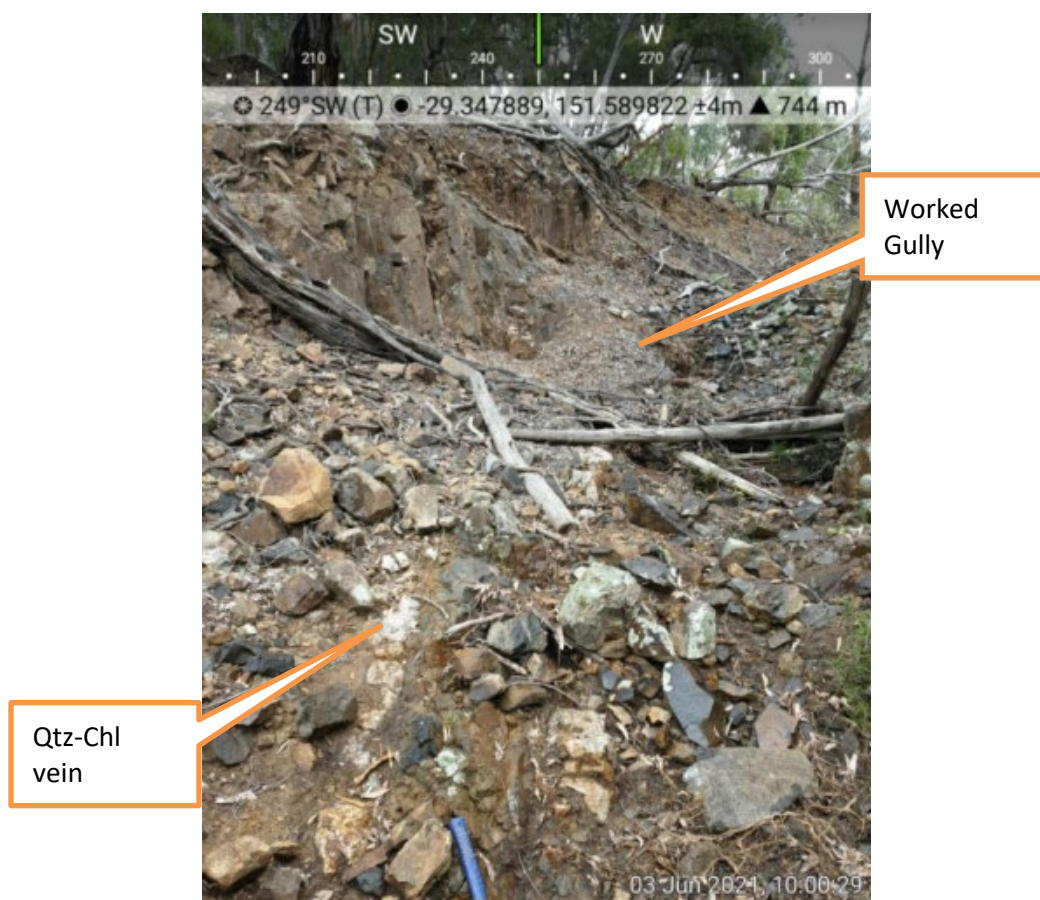 SW W
210 240 270 300
249°SW (T) -29.347889, 151.589822 ±4m ▲ 744 m
Worked
Gully
Qtz-Chl
vein
03 Jun 2021, 10:00:29